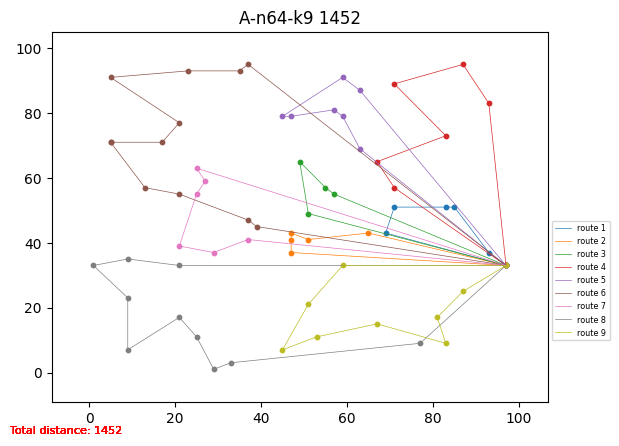 A-n64-k9 1452
100
80
60
40
20
0
0 20 40 60 80 100
route 1
route 2
route 3
route 4
route 5
route 6
route 7
route 8
route 9
Total distance: 1452